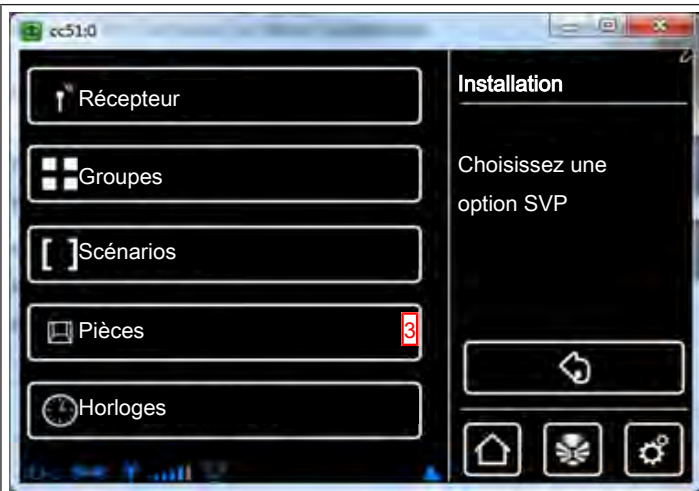 cc51:0
Récepteur
Groupes
Scénarios
Pièces 3
Horloges
Installation
Choisissez une
option SVP